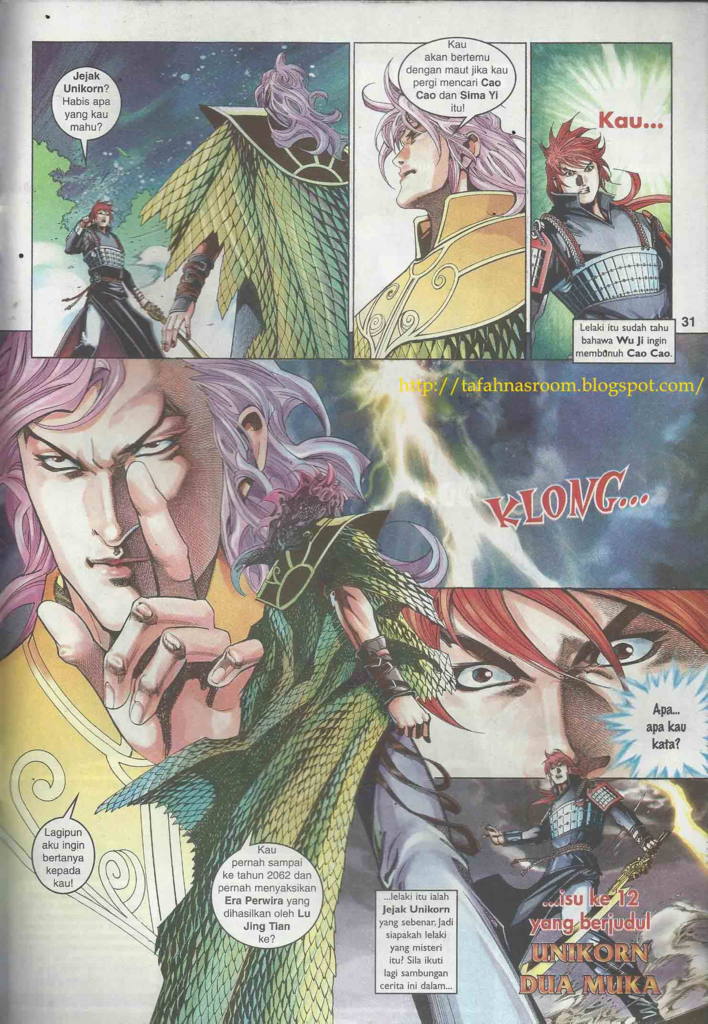 Jejak
Unikorn?
Habis apa
yang kau
mahu?
Kau
akan bertemu
dengan maut jika kau
pergi mencari Cao
Cao dan Sima Yi
itu!
Kau...
Lelaki itu sudah tahu
bahawa Wu Ji ingin
membunuh Cao Cao.
31
http://tafahnasroom.blogspot.com/
KLONG...
Apa...
apa kau
kata?
Lagipun
aku ingin
bertanya
kepada
kau!
Kau
pernah sampai
ke tahun 2062 dan
pernah menyaksikan
Era Perwira yang
dihasilkan oleh Lu
Jing Tian
ke?
...lelaki itu ialah
Jejak Unikorn
yang sebenar. Jadi
siapakah lelaki
yang misteri
itu? Sila ikuti
lagi sambungan
cerita ini dalam...
...isu ke 12
yang berjudul
UNIKORN
DUA MUKA